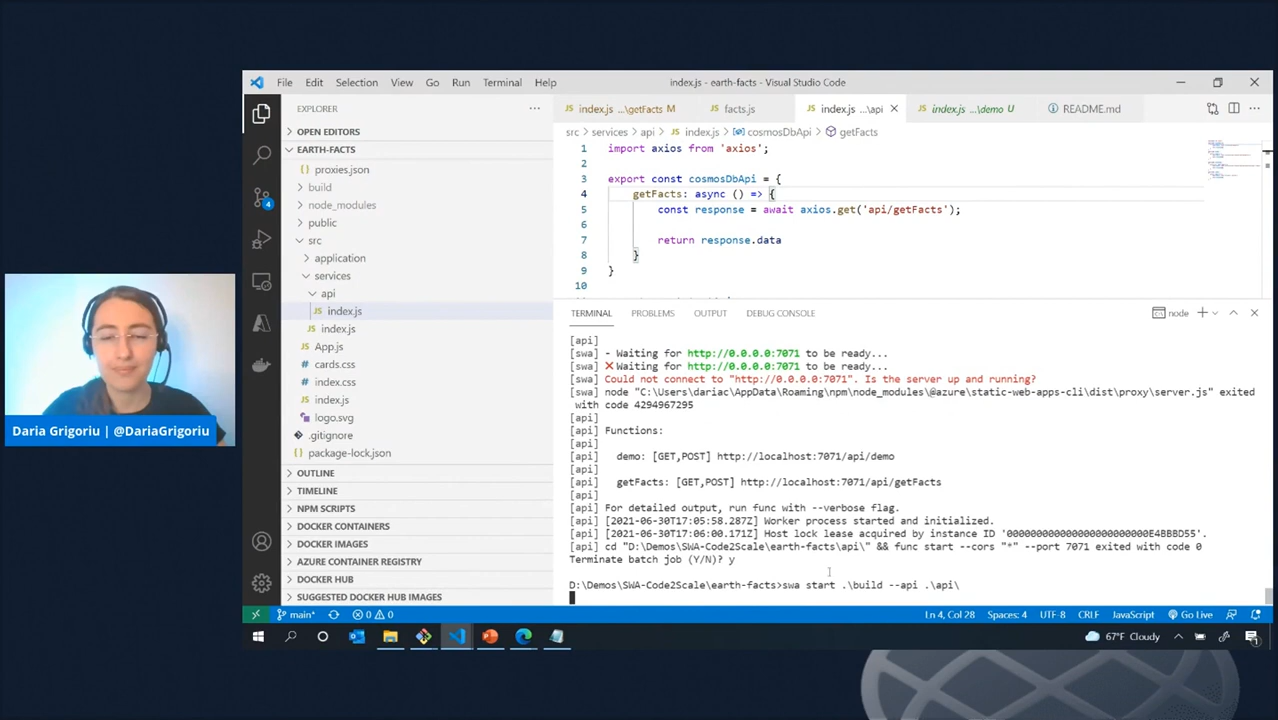 File Edit Selection View Go Run Terminal Help
index.js - earth-facts - Visual Studio Code
EXPLORER
OPEN EDITORS
EARTH-FACTS
proxies.json
build
node_modules
public
src
application
services
api
index.js
index.js
App.js
cards.css
index.css
index.js
logo.svg
.gitignore
package-lock.json
OUTLINE
TIMELINE
NPM SCRIPTS
DOCKER CONTAINERS
DOCKER IMAGES
AZURE CONTAINER REGISTRY
DOCKER HUB
SUGGESTED DOCKER HUB IMAGES
4
index.js ...\getFacts M
facts.js
index.js ...\api
index.js ...\demo U
README.md
src > services > api > index.js > cosmosDbApi > getFacts
1 import axios from 'axios';
2
3 export const cosmosDbApi = {
4 getFacts: async () => {
5 const response = await axios.get('api/getFacts');
6
7 return response.data
8 }
9 }
10
TERMINAL PROBLEMS OUTPUT DEBUG CONSOLE
node
[api]
[swa] - Waiting for http://0.0.0.0:7071 to be ready...
[swa] ❌Waiting for http://0.0.0.0:7071 to be ready...
[swa] Could not connect to "http://0.0.0.0:7071". Is the server up and running?
[swa] node "C:\Users\dariac\AppData\Roaming\npm\node_modules\@azure\static-web-apps-cli\dist\proxy\server.js" exited
with code 4294967295
[api]
[api] Functions:
[api]
[api] demo: [GET,POST] http://localhost:7071/api/demo
[api]
[api] getFacts: [GET,POST] http://localhost:7071/api/getFacts
[api]
[api] For detailed output, run func with --verbose flag.
[api] [2021-06-30T17:05:58.287Z] Worker process started and initialized.
[api] [2021-06-30T17:06:00.171Z] Host lock lease acquired by instance ID '000000000000000000000000E4BBBD55'.
[api] cd "D:\Demos\SWA-Code2Scale\earth-facts\api\" && func start --cors "*" --port 7071 exited with code 0
Terminate batch job (Y/N)? y
D:\Demos\SWA-Code2Scale\earth-facts>swa start .\build --api .\api\
main*
0 0
Ln 4, Col 28
Spaces: 4
UTF-8
CRLF
JavaScript
Go Live
67°F Cloudy
1
Daria Grigoriu | @DariaGrigoriu